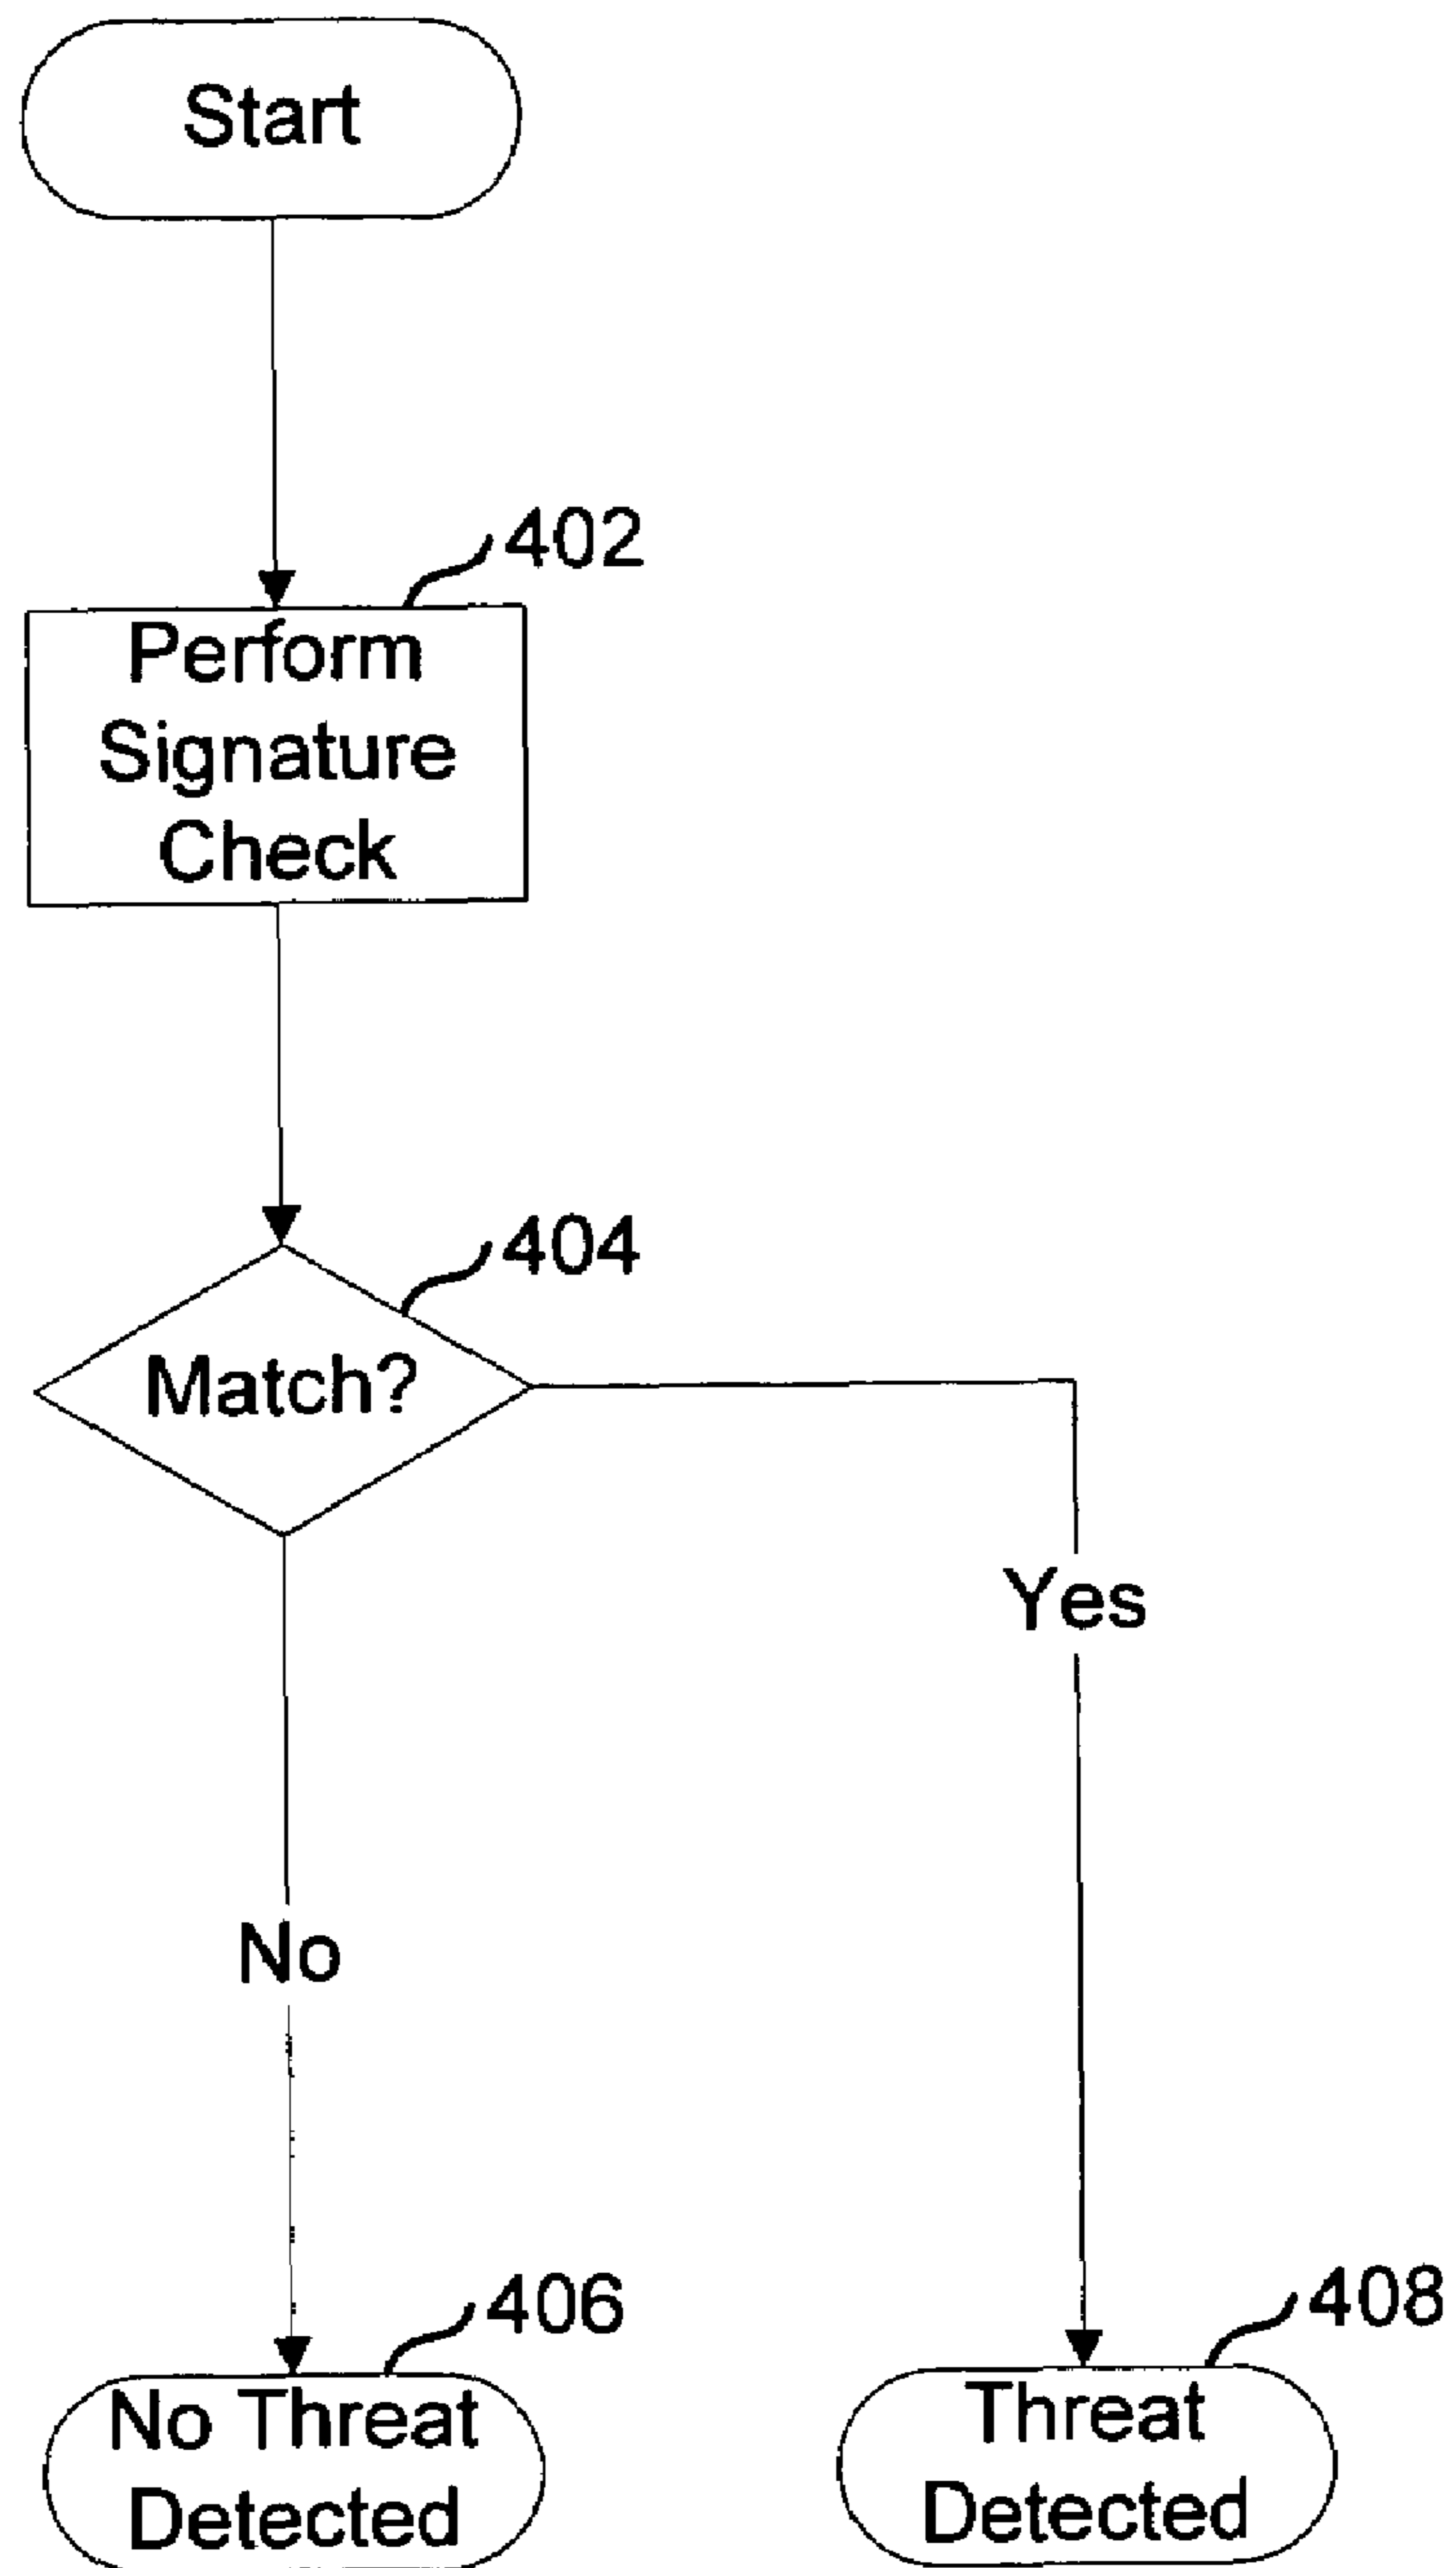 Start
402
Perform
Signature
Check
404
Match?
Yes
No
406
No Threat
Detected
408
Threat
Detected